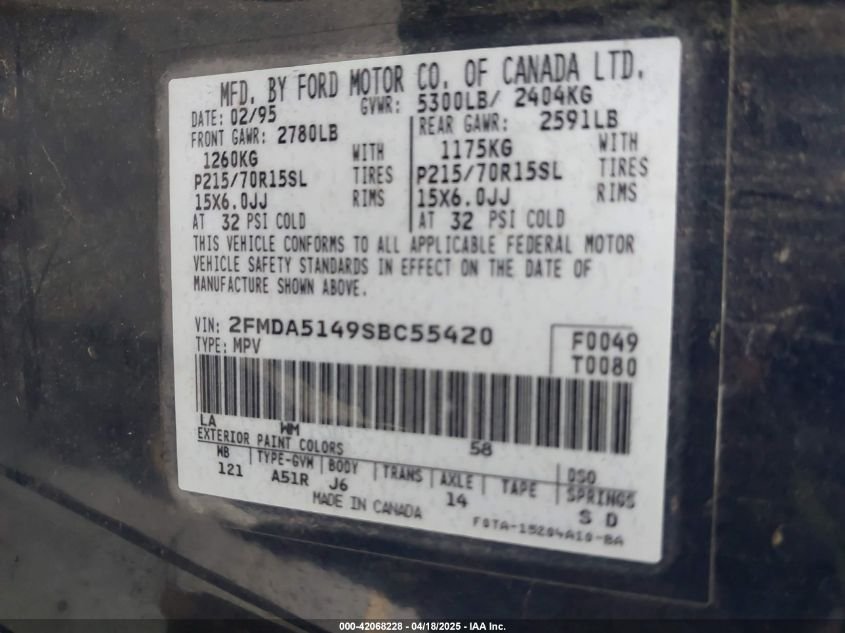 MFD. BY FORD MOTOR CO. OF CANADA LTD.
DATE: 02/95 GVWR: 5300LB/ 2404KG
FRONT GAWR: 2780LB REAR GAWR: 2591LB
1260KG WITH 1175KG WITH
P215/70R15SL TIRES P215/70R15SL TIRES
15X6.0JJ RIMS 15X6.0JJ RIMS
AT 32 PSI COLD AT 32 PSI COLD
THIS VEHICLE CONFORMS TO ALL APPLICABLE FEDERAL MOTOR
VEHICLE SAFETY STANDARDS IN EFFECT ON THE DATE OF
MANUFACTURE SHOWN ABOVE.
VIN: 2FMDA5149SBC55420 F0049
TYPE: MPV T0080
LA WM 58
EXTERIOR PAINT COLORS DSO
WB TYPE-GVM BODY TRANS AXLE TAPE SPRINGS
121 A51R J6 14 S D
MADE IN CANADA F0TA-15204A10-BA
000-42068228 - 04/18/2025 - IAA Inc.